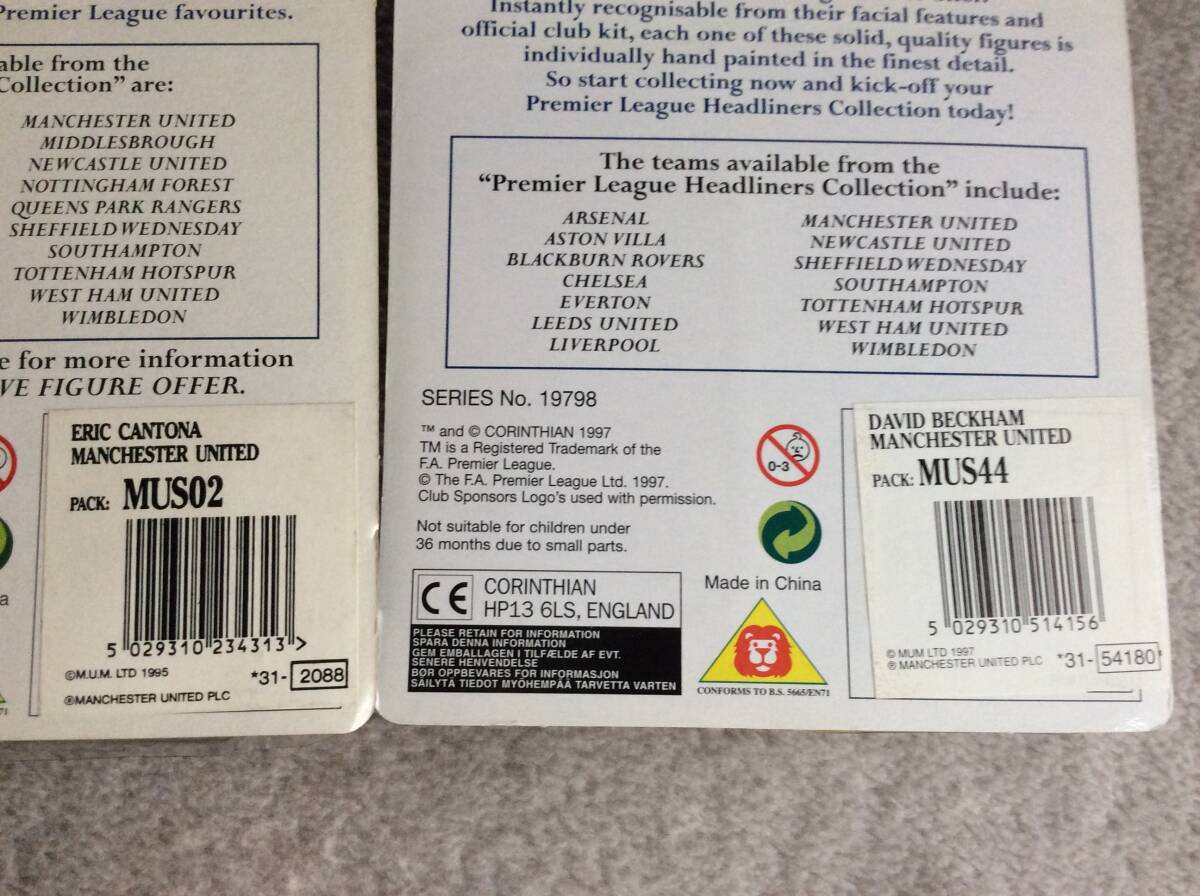 Premier League favourites.
able from the
Collection" are:
MANCHESTER UNITED
MIDDLESBROUGH
NEWCASTLE UNITED
NOTTINGHAM FOREST
QUEENS PARK RANGERS
SHEFFIELD WEDNESDAY
SOUTHAMPTON
TOTTENHAM HOTSPUR
WEST HAM UNITED
WIMBLEDON
e for more information
VE FIGURE OFFER.
ERIC CANTONA
MANCHESTER UNITED
PACK: MUS02
5 029310 234313 >
©M.U.M. LTD 1995
*31- 2088
®MANCHESTER UNITED PLC
a
71
Instantly recognisable from their facial features and
official club kit, each one of these solid, quality figures is
individually hand painted in the finest detail.
So start collecting now and kick-off your
Premier League Headliners Collection today!
The teams available from the
"Premier League Headliners Collection" include:
ARSENAL
ASTON VILLA
BLACKBURN ROVERS
CHELSEA
EVERTON
LEEDS UNITED
LIVERPOOL
MANCHESTER UNITED
NEWCASTLE UNITED
SHEFFIELD WEDNESDAY
SOUTHAMPTON
TOTTENHAM HOTSPUR
WEST HAM UNITED
WIMBLEDON
SERIES No. 19798
™ and © CORINTHIAN 1997
TM is a Registered Trademark of the
F.A. Premier League.
© The F.A. Premier League Ltd. 1997.
Club Sponsors Logo's used with permission.
Not suitable for children under
36 months due to small parts.
CE CORINTHIAN
HP13 6LS, ENGLAND
PLEASE RETAIN FOR INFORMATION
SPARA DENNA INFORMATION
GEM EMBALLAGEN I TILFÆLDE AF EVT.
SENERE HENVENDELSE
BØR OPPBEVARES FOR INFORMASJON
SÄILYTÄ TIEDOT MYÖHEMPÄÄ TARVETTA VARTEN
0-3
Made in China
CONFORMS TO B.S. 5665/EN71
DAVID BECKHAM
MANCHESTER UNITED
PACK: MUS44
5 029310 514156
© MUM LTD 1997
® MANCHESTER UNITED PLC
*31- 54180